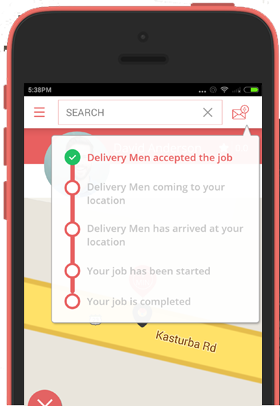 5:38PM
SEARCH
Delivery Men accepted the job
Delivery Men coming to your
location
Delivery Men has arrived at your
location
Your job has been started
Your job is completed
Kasturba Rd